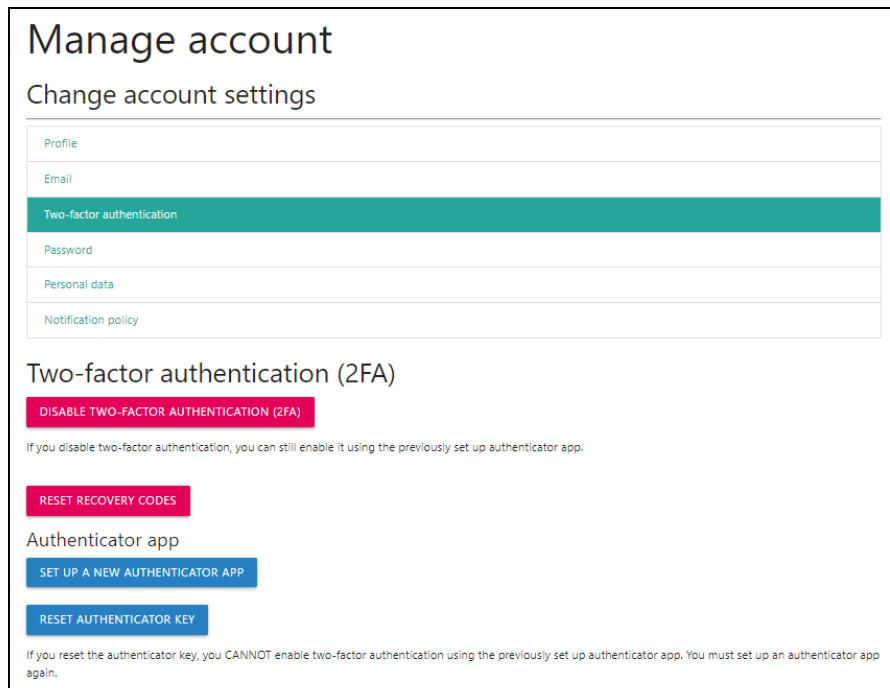 Manage account
Change account settings
Profile
Email
Two-factor authentication
Password
Personal data
Notification policy
Two-factor authentication (2FA)
DISABLE TWO-FACTOR AUTHENTICATION (2FA)
If you disable two-factor authentication, you can still enable it using the previously set up authenticator app.
RESET RECOVERY CODES
Authenticator app
SET UP A NEW AUTHENTICATOR APP
RESET AUTHENTICATOR KEY
If you reset the authenticator key, you CANNOT enable two-factor authentication using the previously set up authenticator app. You must set up an authenticator app
again.